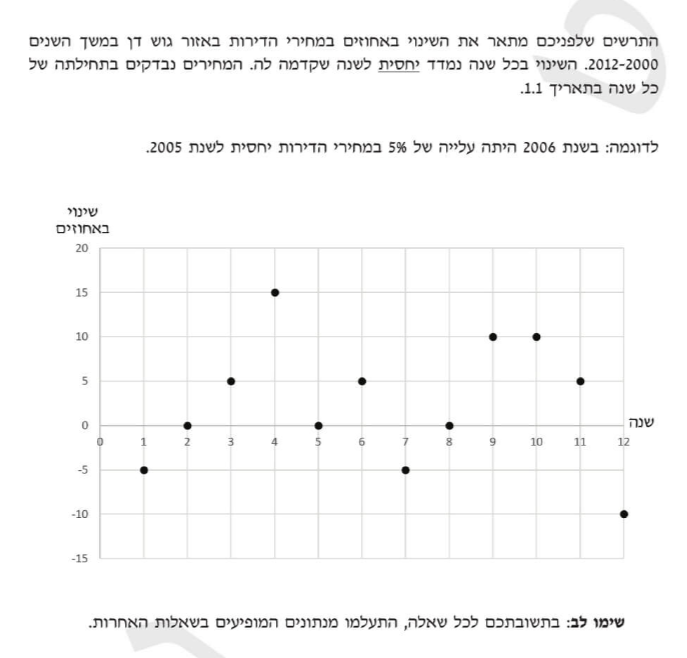 התרשים שלפניכם מתאר את השינוי באחוזים במחירי הדירות באזור גוש דן במשך השנים
2012-2000. השינוי בכל שנה נמדד יחסית לשנה שקדמה לה. המחירים נבדקים בתחילתה של
כל שנה בתאריך 1.1.
לדוגמה: בשנת 2006 היתה עלייה של 5% במחירי הדירות יחסית לשנת 2005.
שינוי
באחוזים
20
15
10
5
0
שנה
0 1 2 3 4 5 6 7 8 9 10 11 12
-5
-10
-15
שימו לב: בתשובתכם לכל שאלה, התעלמו מנתונים המופיעים בשאלות האחרות.